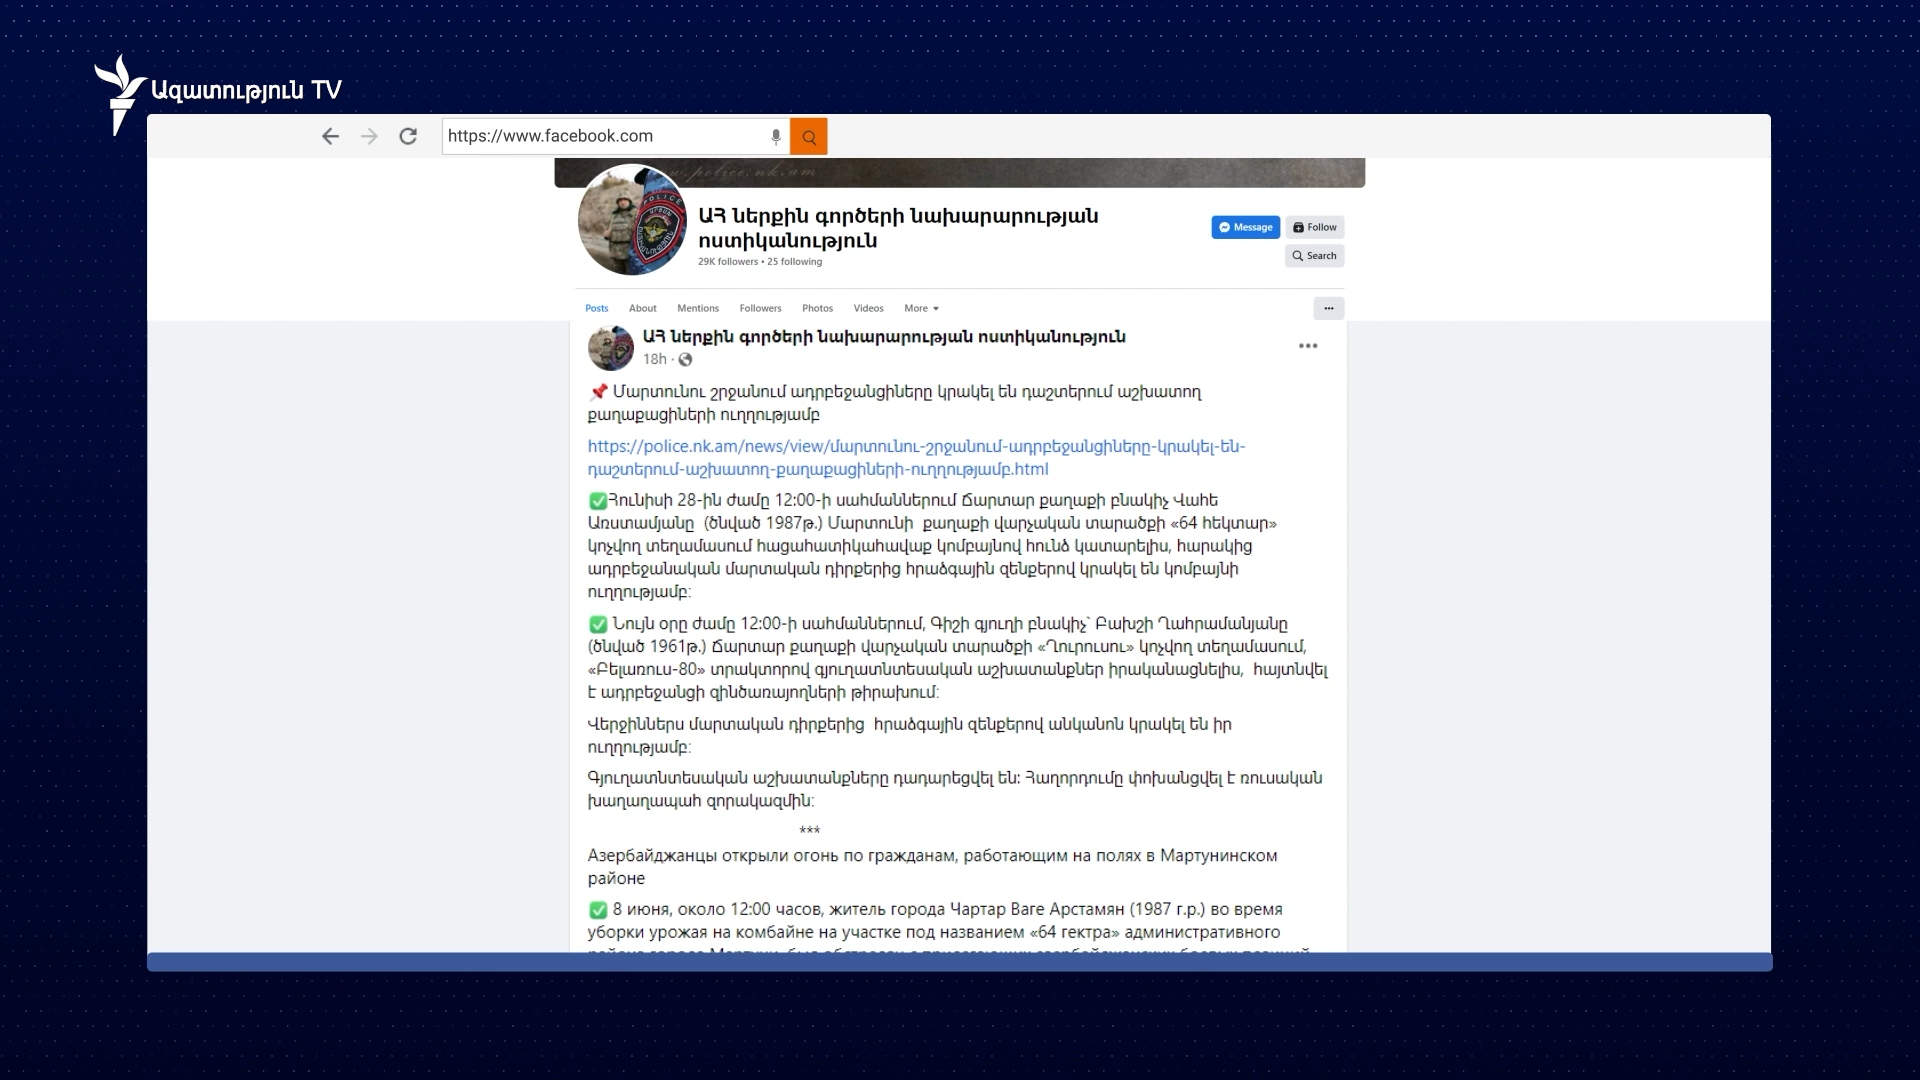 Ազատություն TV
https://www.facebook.com
ԱՀ ներքին գործերի նախարարության
ոստիկանություն
29K followers • 25 following
Message
Follow
Search
Posts About Mentions Followers Photos Videos More
ԱՀ ներքին գործերի նախարարության ոստիկանություն
18h ·
📌 Մարտունու շրջանում ադրբեջանցիները կրակել են դաշտերում աշխատող
քաղաքացիների ուղղությամբ
https://police.nk.am/news/view/մարտունու-շրջանում-ադրբեջանցիները-կրակել-են-
դաշտերում-աշխատող-քաղաքացիների-ուղղությամբ.html
✅Հունիսի 28-ին ժամը 12:00-ի սահմաններում Ճարտար քաղաքի բնակիչ Վահե
Առստամյանը (ծնված 1987թ.) Մարտունի քաղաքի վարչական տարածքի «64 հեկտար»
կոչվող տեղամասում հացահատիկահավաք կոմբայնով հունձ կատարելիս, հարակից
ադրբեջանական մարտական դիրքերից հրաձգային զենքերով կրակել են կոմբայնի
ուղղությամբ:
✅ Նույն օրը ժամը 12:00-ի սահմաններում, Գիշի գյուղի բնակիչ՝ Բախշի Ղահրամանյանը
(ծնված 1961թ.) Ճարտար քաղաքի վարչական տարածքի «Ղուրուսու» կոչվող տեղամասում,
«Բելառուս-80» տրակտորով գյուղատնտեսական աշխատանքներ իրականացնելիս, հայտնվել
է ադրբեջանցի զինծառայողների թիրախում:
Վերջիններս մարտական դիրքերից հրաձգային զենքերով անկանոն կրակել են իր
ուղղությամբ:
Գյուղատնտեսական աշխատանքները դադարեցվել են: Հաղորդումը փոխանցվել է ռուսական
խաղաղապահ զորակազմին:
***
Азербайджанцы открыли огонь по гражданам, работающим на полях в Мартунинском
районе
✅ 8 июня, около 12:00 часов, житель города Чартар Ваге Арстамян (1987 г.р.) во время
уборки урожая на комбайне на участке под названием «64 гектра» административного